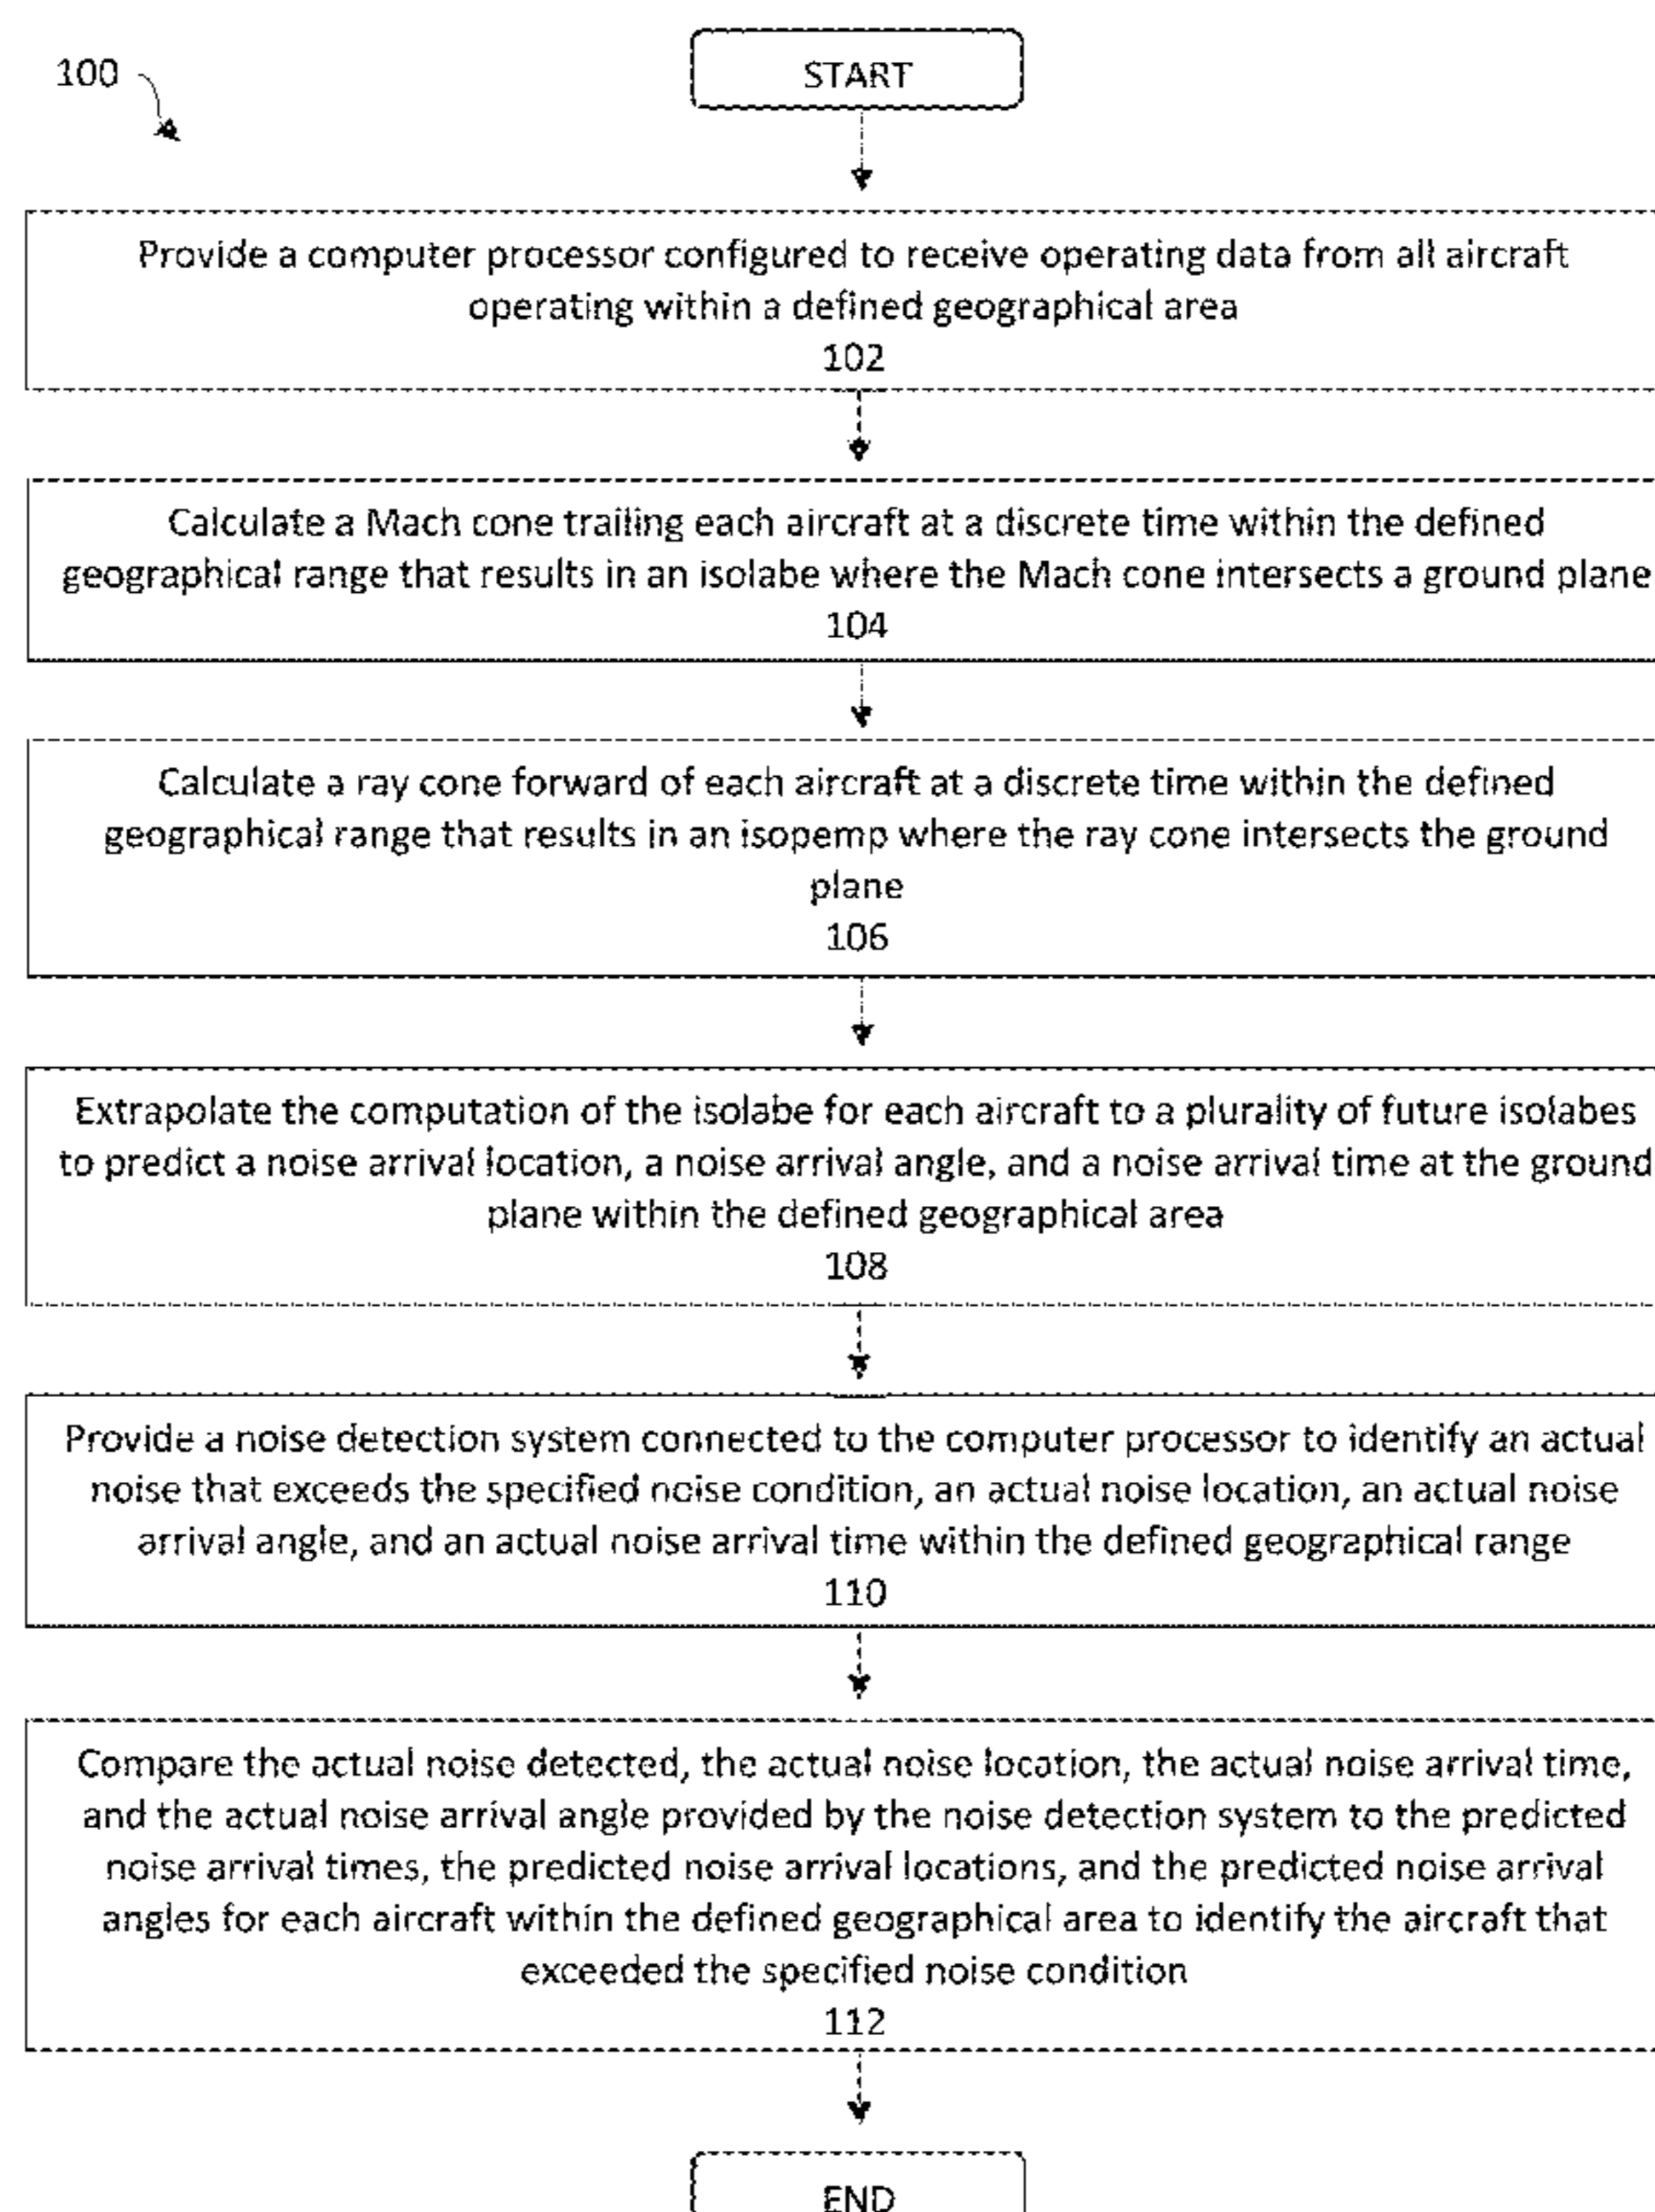 100
START
Provide a computer processor configured to receive operating data from all aircraft
operating within a defined geographical area
102
Calculate a Mach cone trailing each aircraft at a discrete time within the defined
geographical range that results in an isolabe where the Mach cone intersects a ground plane
104
Calculate a ray cone forward of each aircraft at a discrete time within the defined
geographical range that results in an isopemp where the ray cone intersects the ground
plane
106
Extrapolate the computation of the isolabe for each aircraft to a plurality of future isolabes
to predict a noise arrival location, a noise arrival angle, and a noise arrival time at the ground
plane within the defined geographical area
108
Provide a noise detection system connected to the computer processor to identify an actual
noise that exceeds the specified noise condition, an actual noise location, an actual noise
arrival angle, and an actual noise arrival time within the defined geographical range
110
Compare the actual noise detected, the actual noise location, the actual noise arrival time,
and the actual noise arrival angle provided by the noise detection system to the predicted
noise arrival times, the predicted noise arrival locations, and the predicted noise arrival
angles for each aircraft within the defined geographical area to identify the aircraft that
exceeded the specified noise condition
112
END